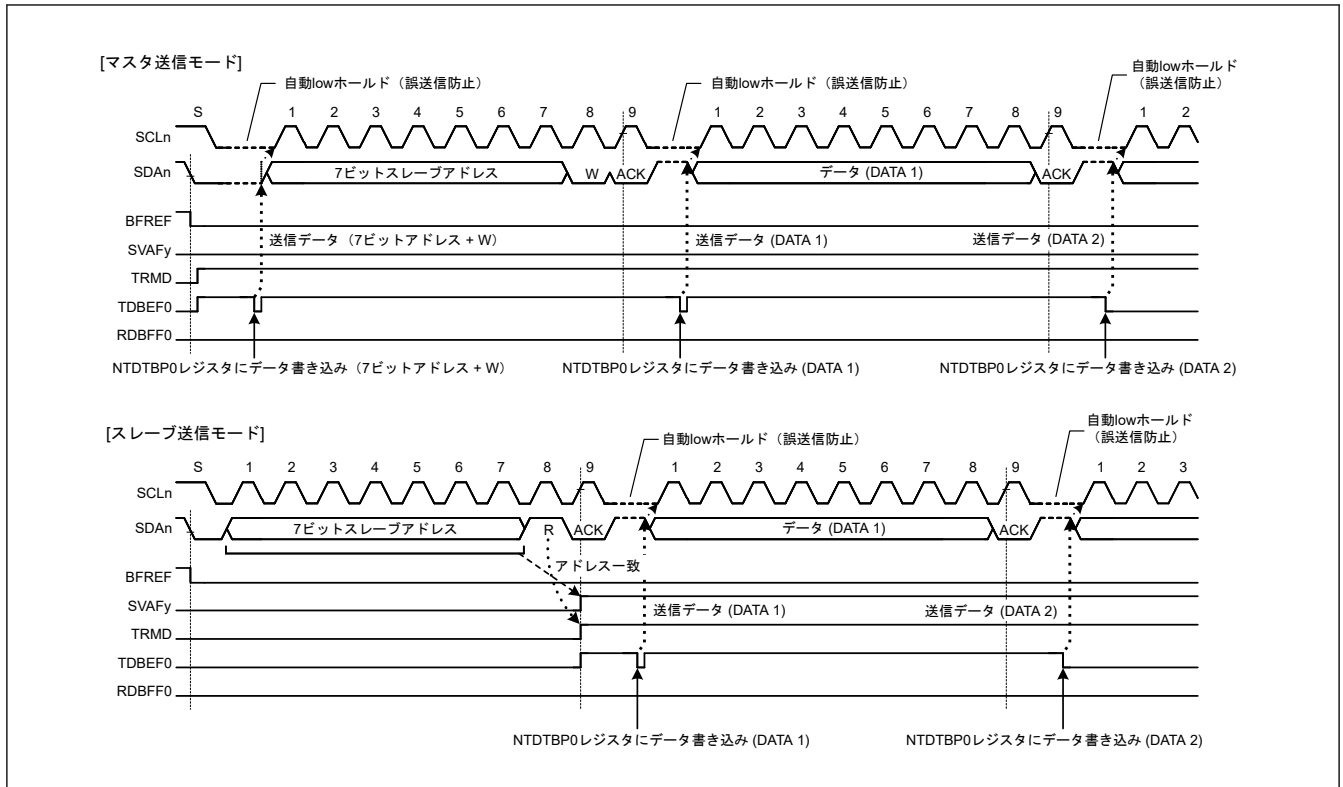 [マスタ送信モード]
自動lowホールド（誤送信防止）
自動lowホールド（誤送信防止）
自動lowホールド
（誤送信防止）
S 1 2 3 4 5 6 7 8 9 1 2 3 4 5 6 7 8 9 1 2
SCLn
SDAn 7ビットスレーブアドレス W ACK データ (DATA 1) ACK
BFREF
送信データ（7ビットアドレス + W） 送信データ (DATA 1) 送信データ (DATA 2)
SVAFy
TRMD
TDBEF0
RDBFF0
NTDTBP0レジスタにデータ書き込み（7ビットアドレス + W） NTDTBP0レジスタにデータ書き込み (DATA 1) NTDTBP0レジスタにデータ書き込み (DATA 2)
[スレーブ送信モード]
自動lowホールド（誤送信防止）
自動lowホールド
（誤送信防止）
S 1 2 3 4 5 6 7 8 9 1 2 3 4 5 6 7 8 9 1 2 3
SCLn
SDAn 7ビットスレーブアドレス R ACK データ (DATA 1) ACK
アドレス一致
BFREF
SVAFy 送信データ (DATA 1) 送信データ (DATA 2)
TRMD
TDBEF0
RDBFF0
NTDTBP0レジスタにデータ書き込み (DATA 1) NTDTBP0レジスタにデータ書き込み (DATA 2)